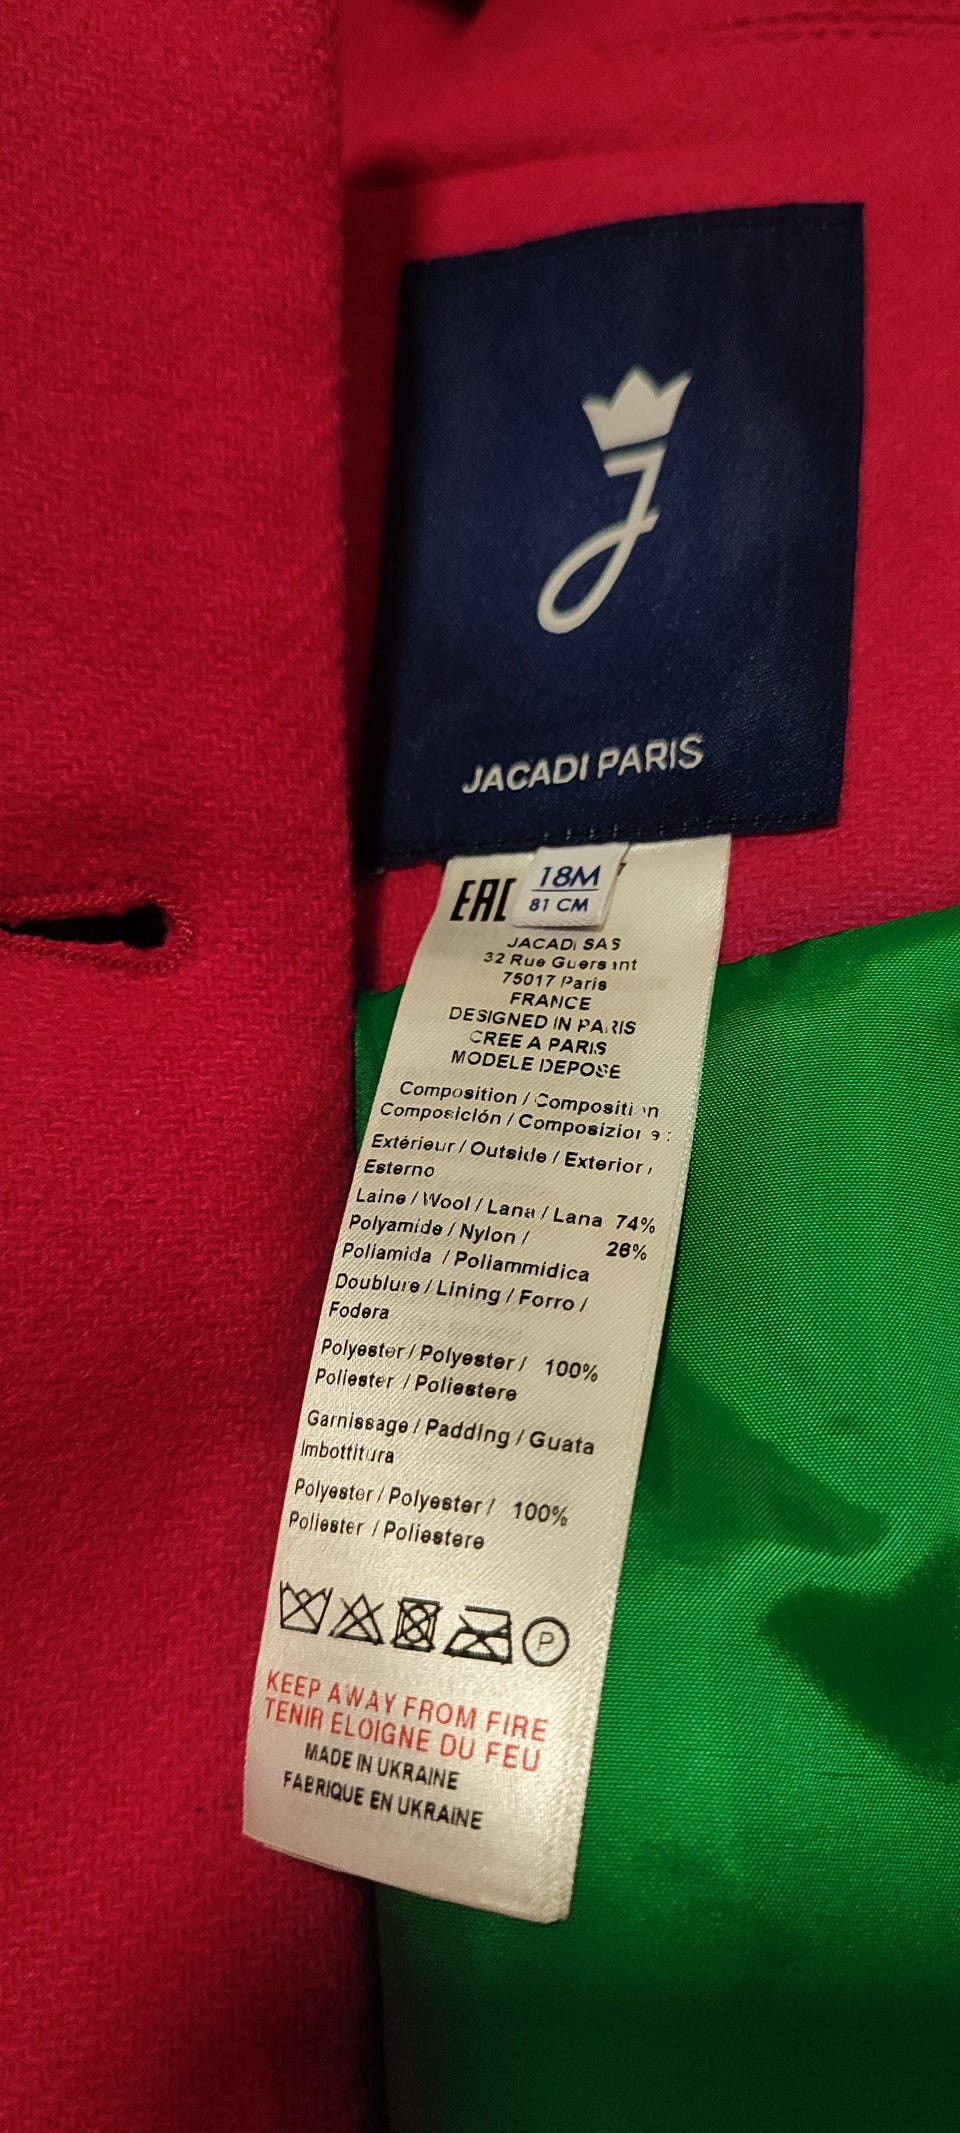 J
JACADI PARIS
18M
81 CM
EAC
JACADI SAS
32 Rue Guersant
75017 Paris
FRANCE
DESIGNED IN PARIS
CREE A PARIS
MODELE DEPOSE
Composition / Composition
Composición / Composizione :
Extérieur / Outside / Exterior /
Esterno
Laine / Wool / Lana / Lana 74%
Polyamide / Nylon / 26%
Poliamida / Poliammidica
Doublure / Lining / Forro /
Fodera
Polyester / Polyester / 100%
Poliester / Poliestere
Garnissage / Padding / Guata
Imbottitura
Polyester / Polyester / 100%
Poliester / Poliestere
P
KEEP AWAY FROM FIRE
TENIR ELOIGNE DU FEU
MADE IN UKRAINE
FABRIQUE EN UKRAINE